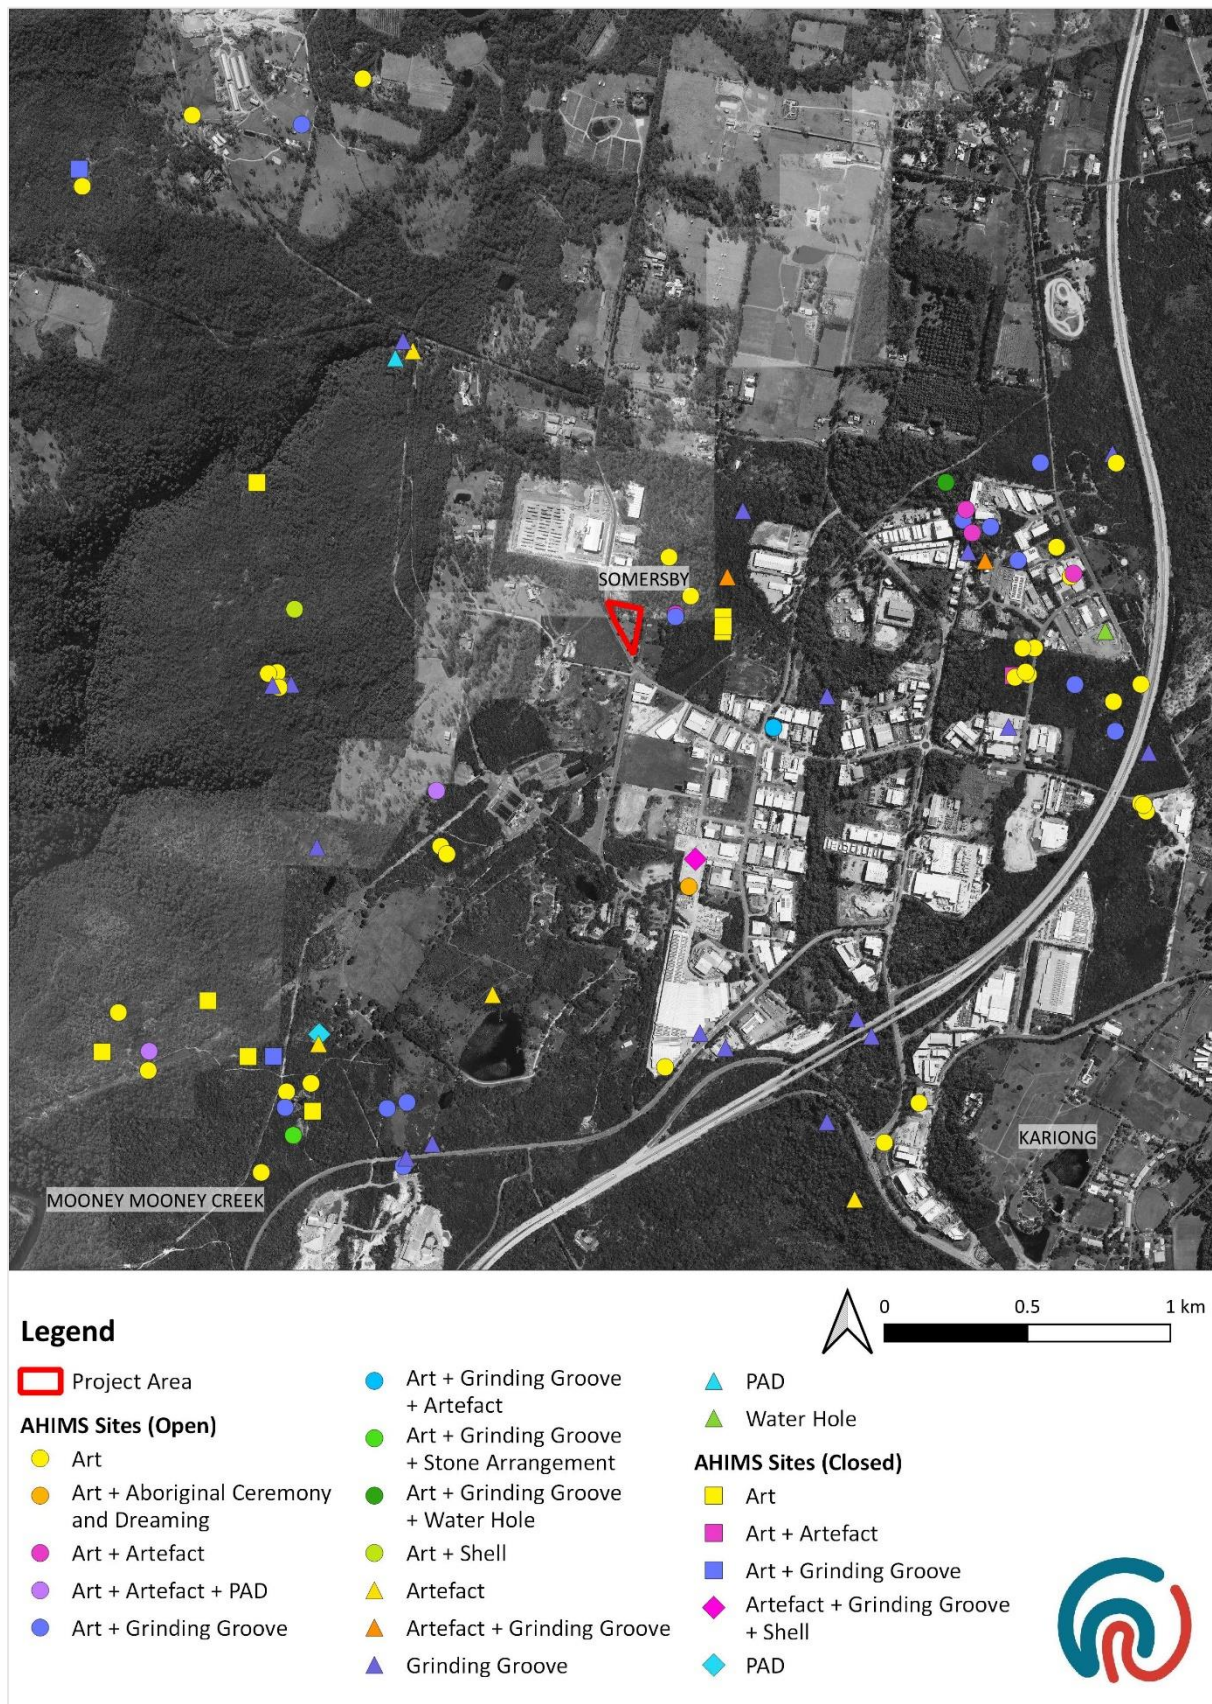 SOMERSBY
KARIONG
MOONEY MOONEY CREEK
Legend
0 0.5 1 km
Project Area
AHIMS Sites (Open)
Art
Art + Aboriginal Ceremony
and Dreaming
Art + Artefact
Art + Artefact + PAD
Art + Grinding Groove
Art + Grinding Groove
+ Artefact
Art + Grinding Groove
+ Stone Arrangement
Art + Grinding Groove
+ Water Hole
Art + Shell
Artefact
Artefact + Grinding Groove
Grinding Groove
PAD
Water Hole
AHIMS Sites (Closed)
Art
Art + Artefact
Art + Grinding Groove
Artefact + Grinding Groove
+ Shell
PAD